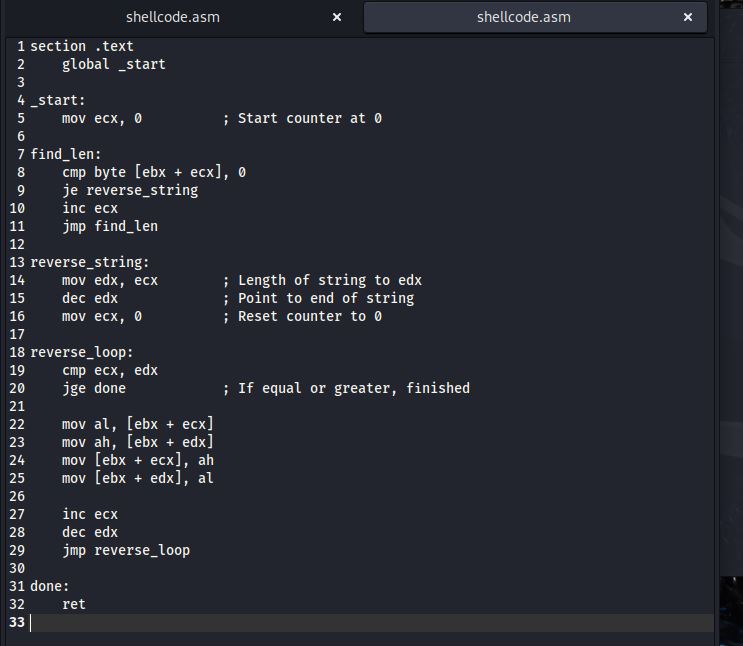 shellcode.asm × shellcode.asm ×
1 section .text
2     global _start
3
4 _start:
5     mov ecx, 0          ; Start counter at 0
6
7 find_len:
8     cmp byte [ebx + ecx], 0
9     je reverse_string
10     inc ecx
11     jmp find_len
12
13 reverse_string:
14     mov edx, ecx        ; Length of string to edx
15     dec edx             ; Point to end of string
16     mov ecx, 0          ; Reset counter to 0
17
18 reverse_loop:
19     cmp ecx, edx
20     jge done            ; If equal or greater, finished
21
22     mov al, [ebx + ecx]
23     mov ah, [ebx + edx]
24     mov [ebx + ecx], ah
25     mov [ebx + edx], al
26
27     inc ecx
28     dec edx
29     jmp reverse_loop
30
31 done:
32     ret
33